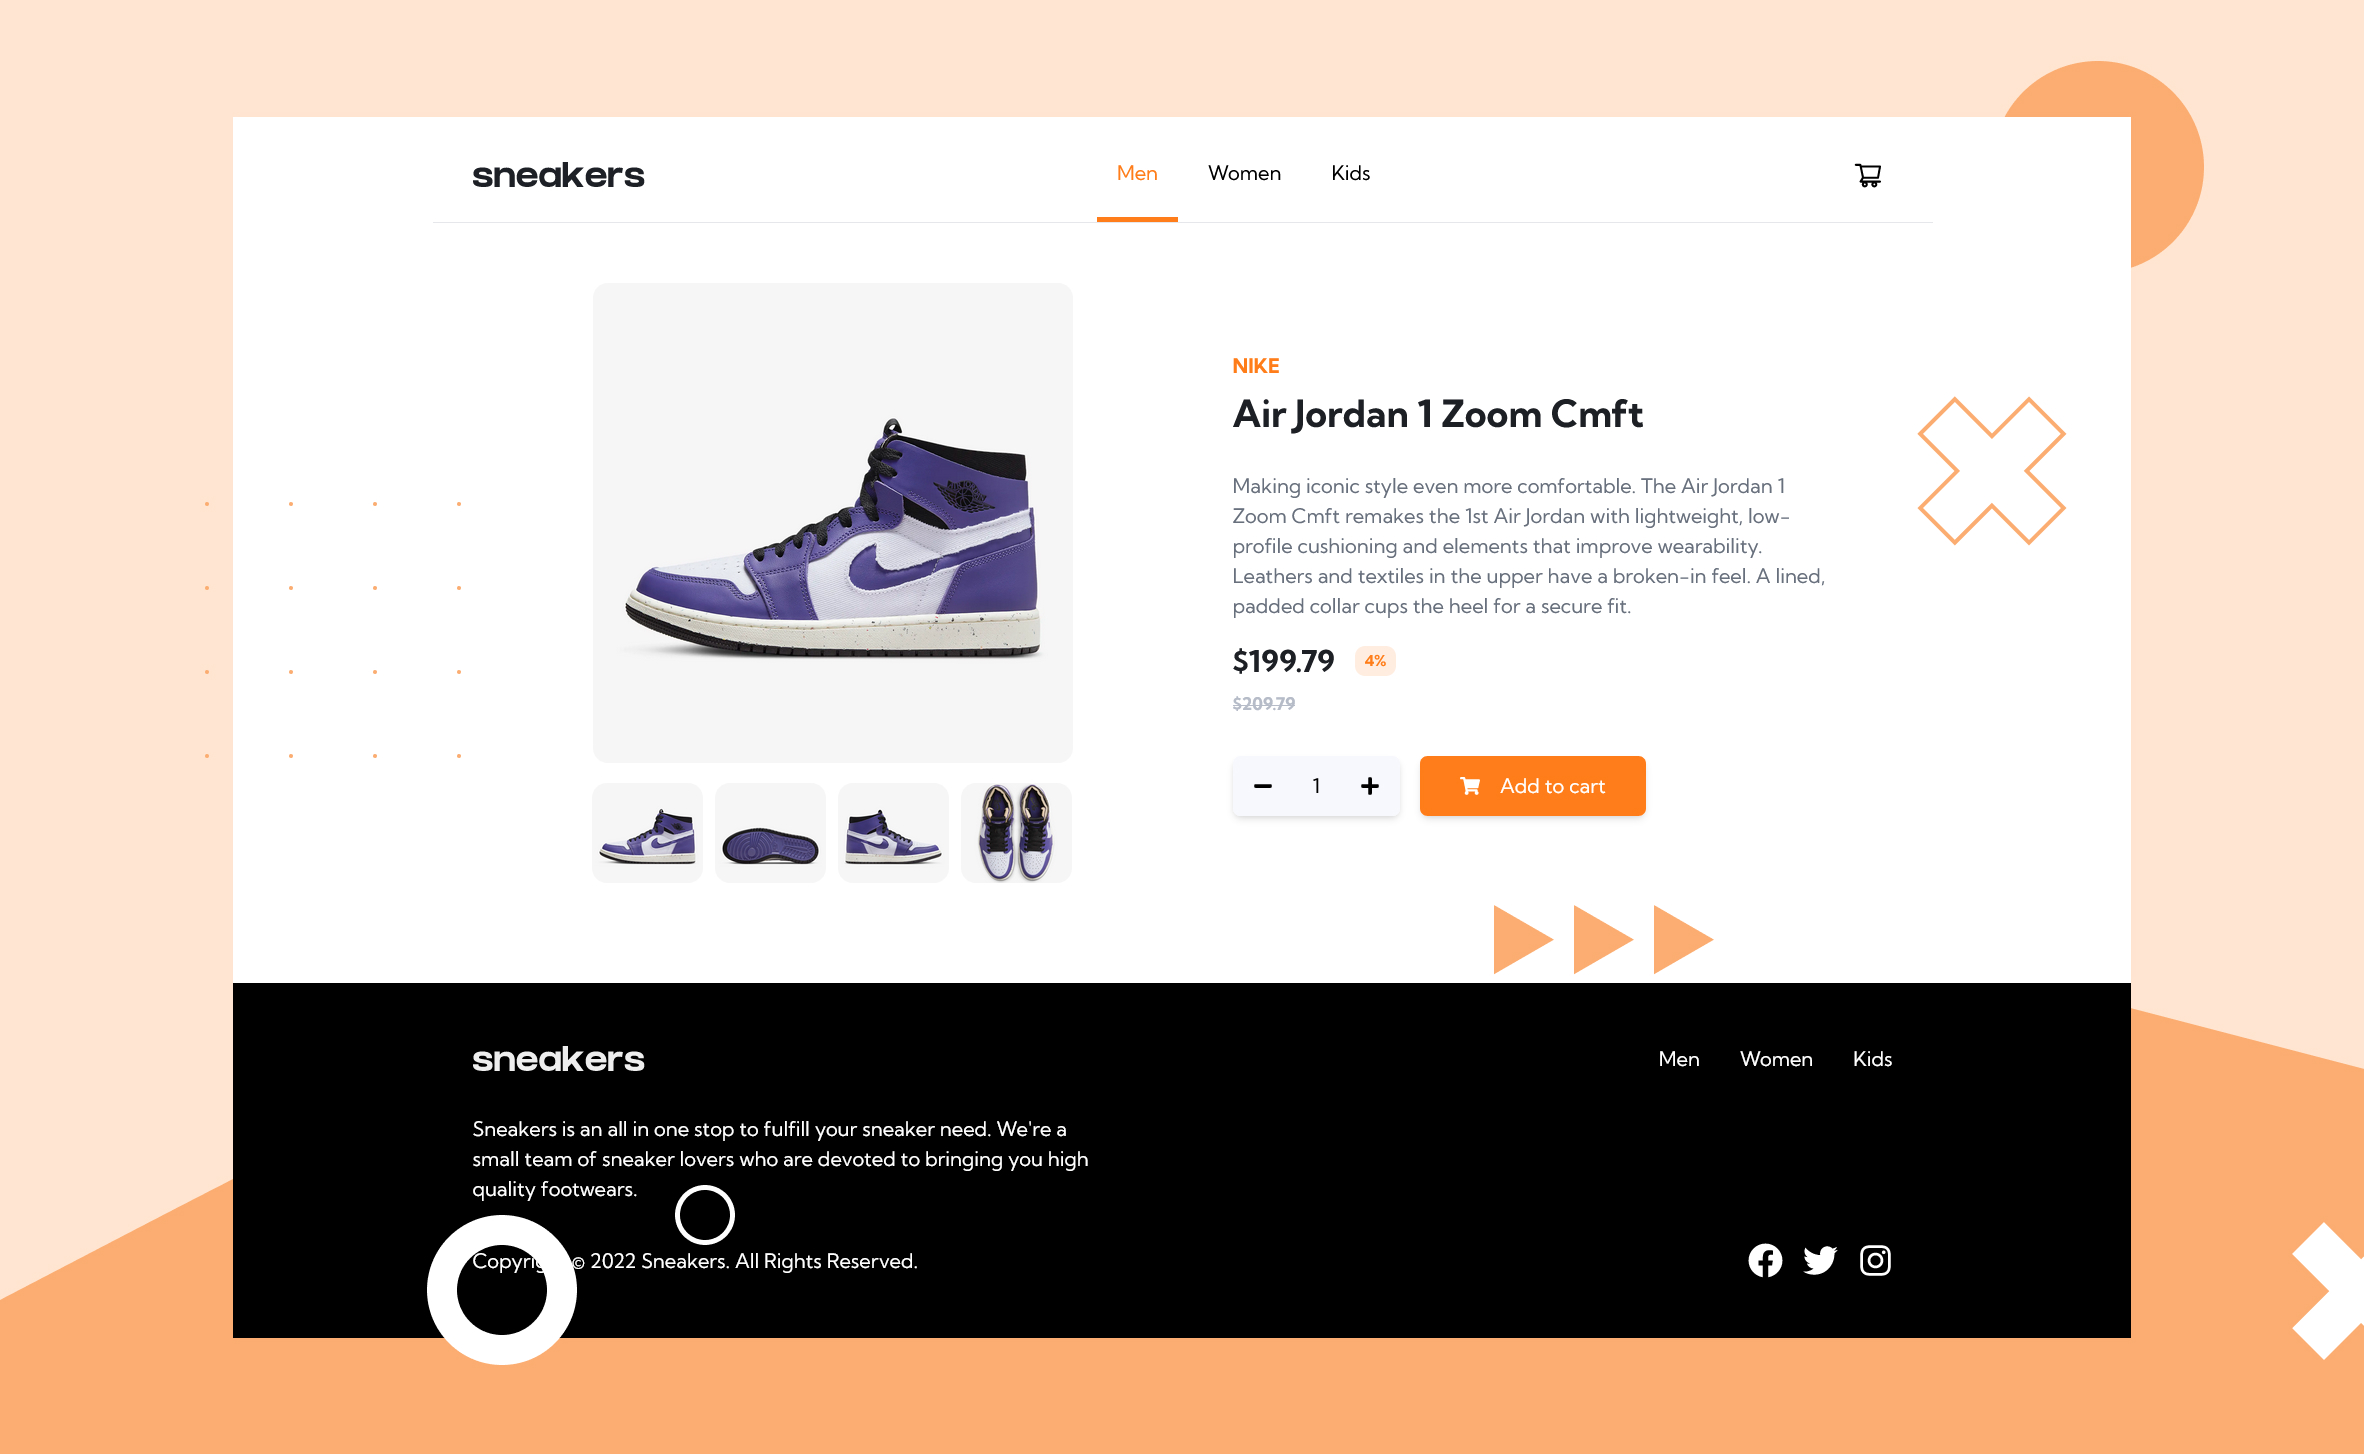 sneakers
Men Women Kids
NIKE
Air Jordan 1 Zoom Cmft
Making iconic style even more comfortable. The Air Jordan 1
Zoom Cmft remakes the 1st Air Jordan with lightweight, low-
profile cushioning and elements that improve wearability.
Leathers and textiles in the upper have a broken-in feel. A lined,
padded collar cups the heel for a secure fit.
$199.79 4%
$209.79
1
Add to cart
sneakers
Men Women Kids
Sneakers is an all in one stop to fulfill your sneaker need. We're a
small team of sneaker lovers who are devoted to bringing you high
quality footwears.
© 2022 Sneakers. All Rights Reserved.